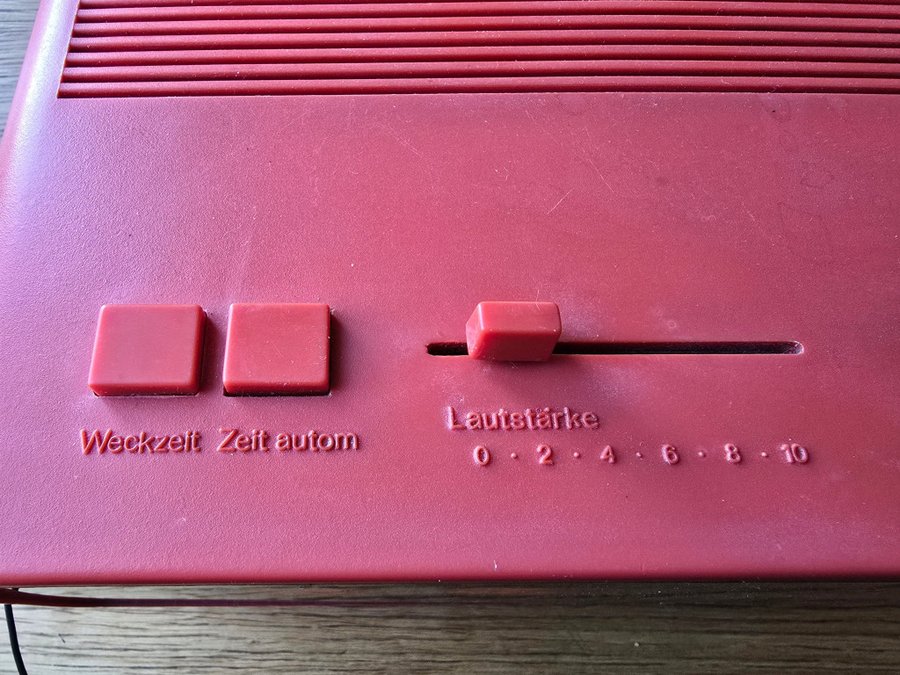 Weckzeit Zeit autom
Lautstärke
0 · 2 · 4 · 6 · 8 · 10